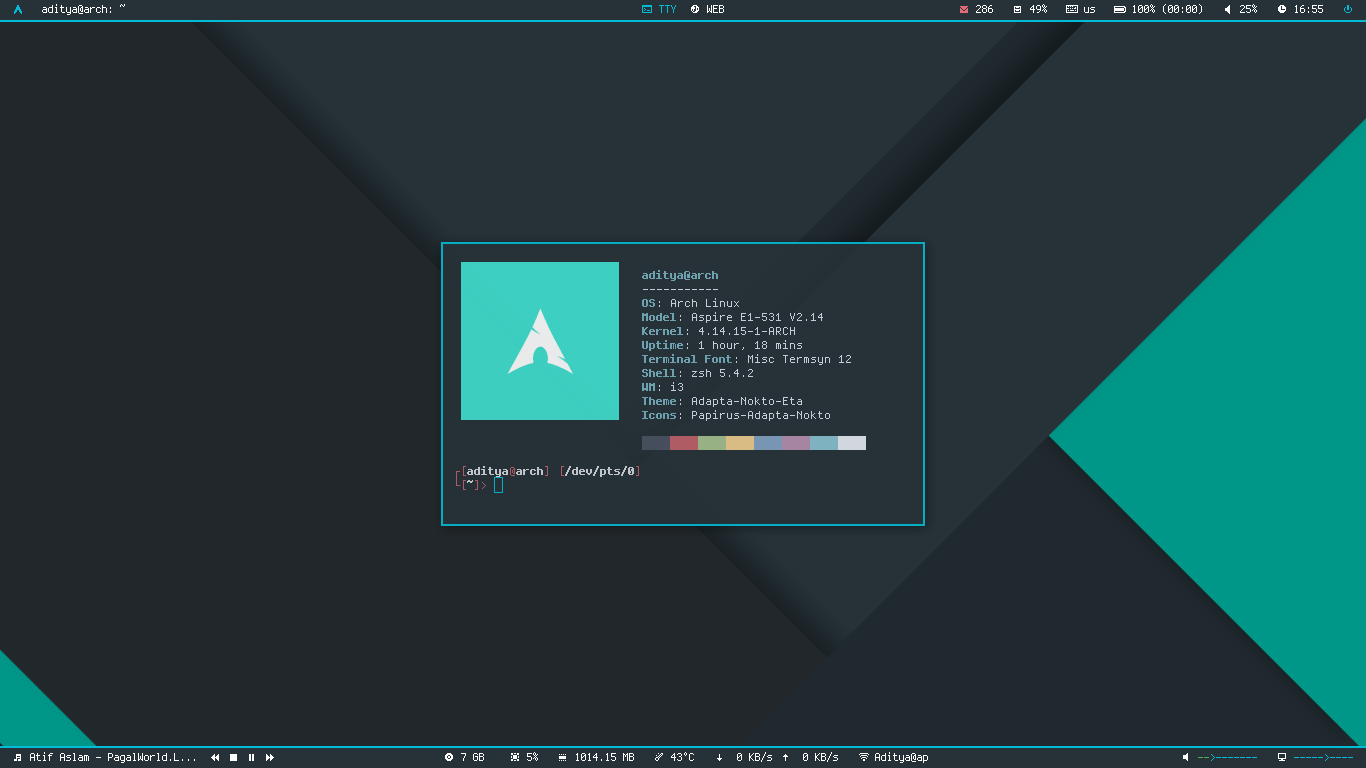 aditya@arch: ~ TTY WEB 286 49% us 100% (00:00) 25% 16:55
aditya@arch
-----------
OS: Arch Linux
Model: Aspire E1-531 V2.14
Kernel: 4.14.15-1-ARCH
Uptime: 1 hour, 18 mins
Terminal Font: Misc Termsyn 12
Shell: zsh 5.4.2
WM: i3
Theme: Adapta-Nokto-Eta
Icons: Papirus-Adapta-Nokto
[aditya@arch] [/dev/pts/0]
[~]>
Atif Aslam - PagalWorld.L... 7 GB 5% 1014.15 MB 43°C ↓ 0 KB/s ↑ 0 KB/s Aditya@ap -->------- ----->----